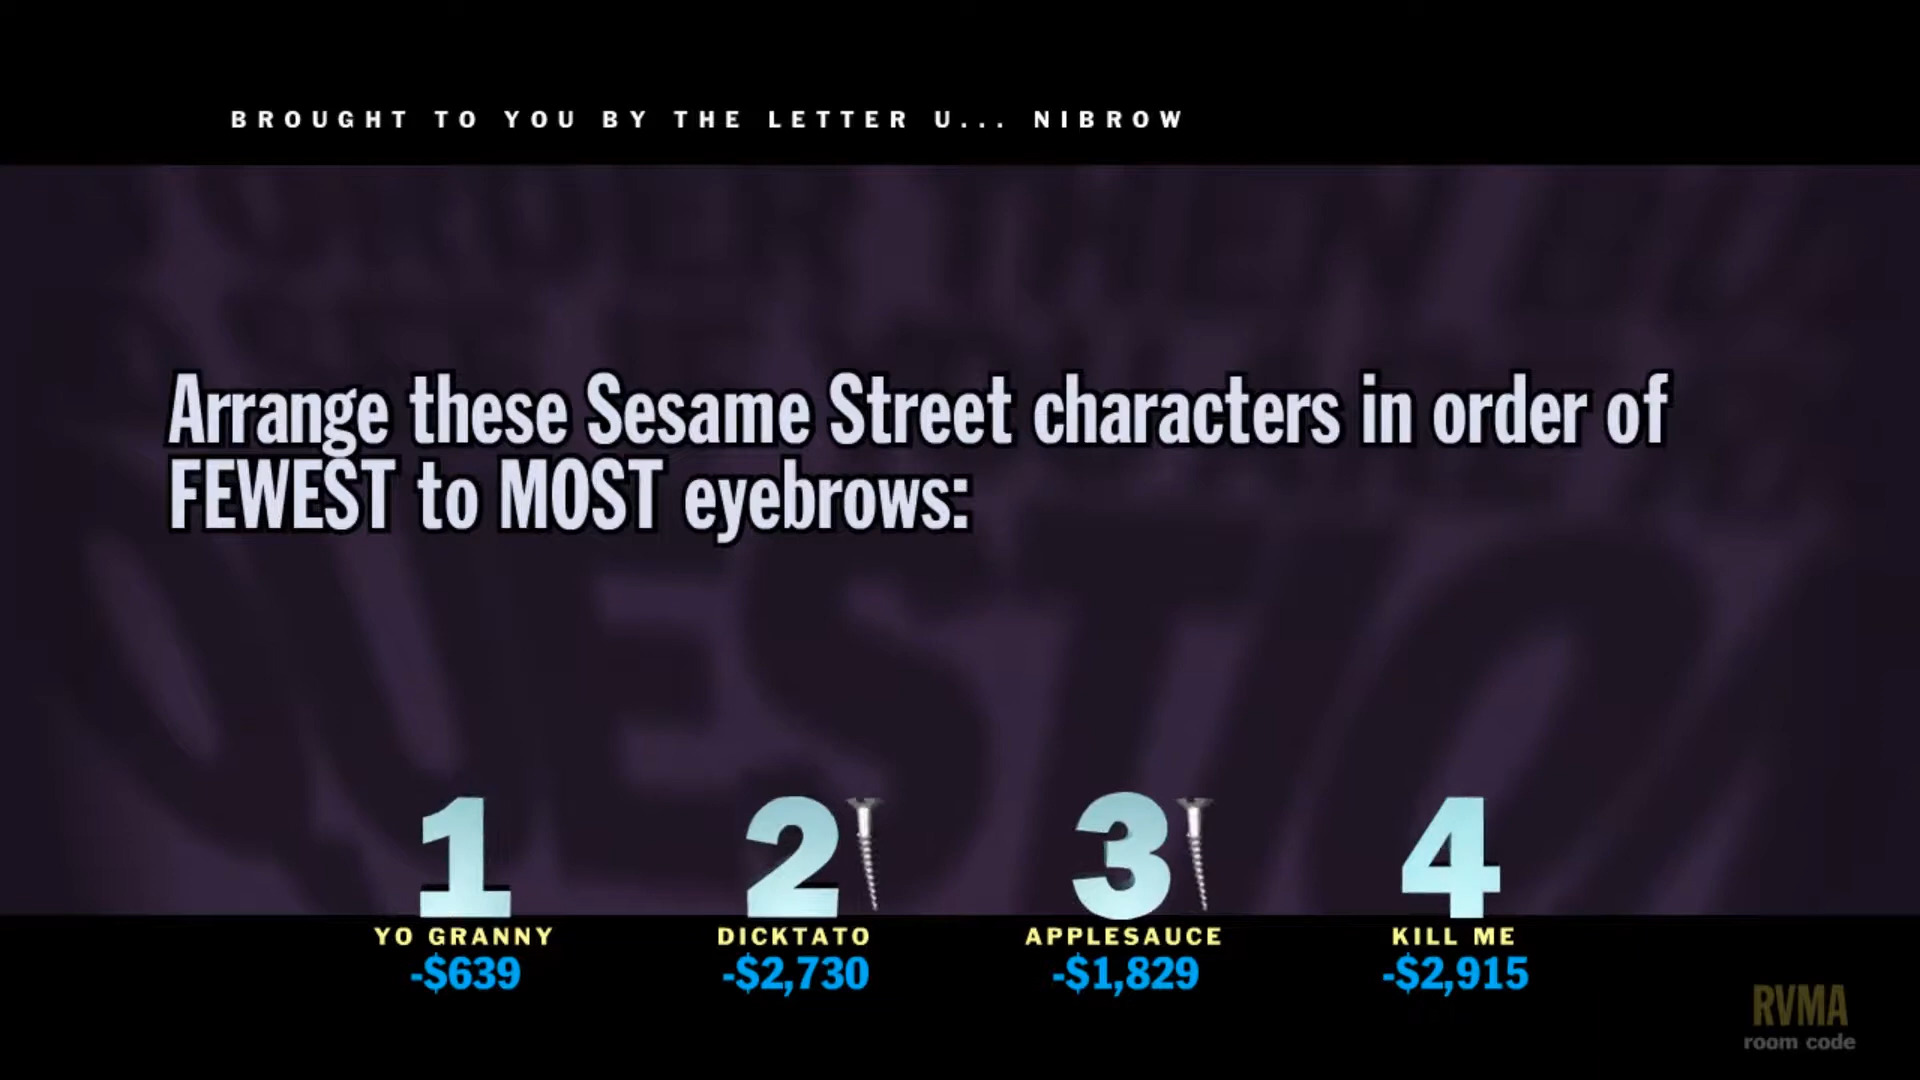 BROUGHT TO YOU BY THE LETTER U... NIBROW
Arrange these Sesame Street characters in order of
FEWEST to MOST eyebrows:
1 2 3 4
YO GRANNY DICKTATO APPLESAUCE KILL ME
-$639 -$2,730 -$1,829 -$2,915
RVMA
room code